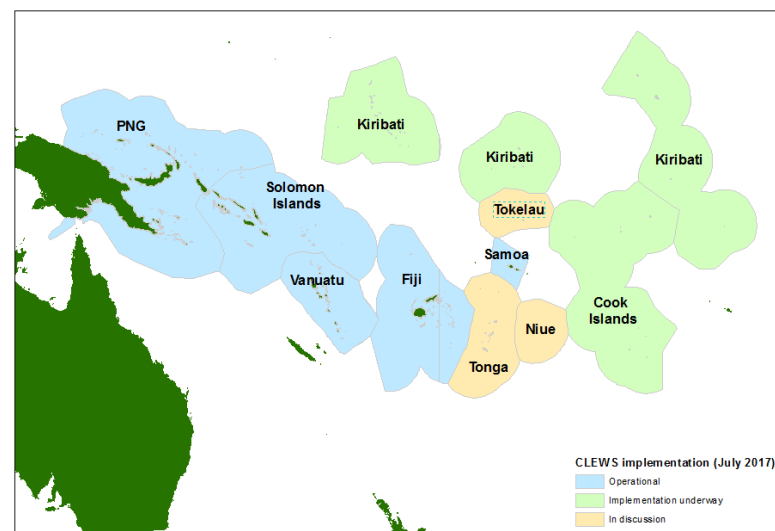 PNG
Kiribati
Kiribati
Kiribati
Solomon
Islands
Tokelau
Samoa
Vanuatu
Fiji
Cook
Islands
Niue
Tonga
CLEWS implementation (July 2017)
Operational
Implementation underway
In discussion